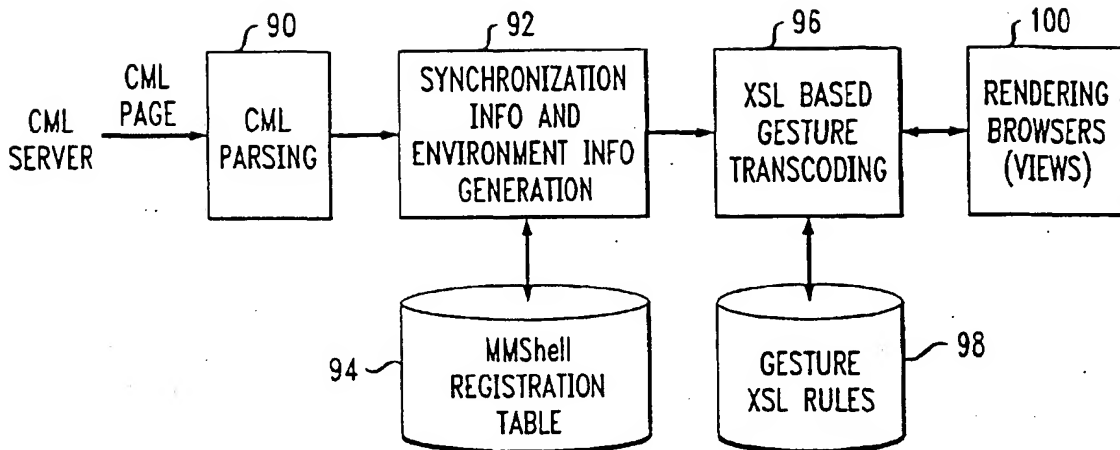 90
92
96
100
CML
SERVER
CML
PAGE
CML
PARSING
SYNCHRONIZATION
INFO AND
ENVIRONMENT INFO
GENERATION
XSL BASED
GESTURE
TRANSCODING
RENDERING
BROWSERS
(VIEWS)
94
MMShell
REGISTRATION
TABLE
GESTURE
XSL RULES
98